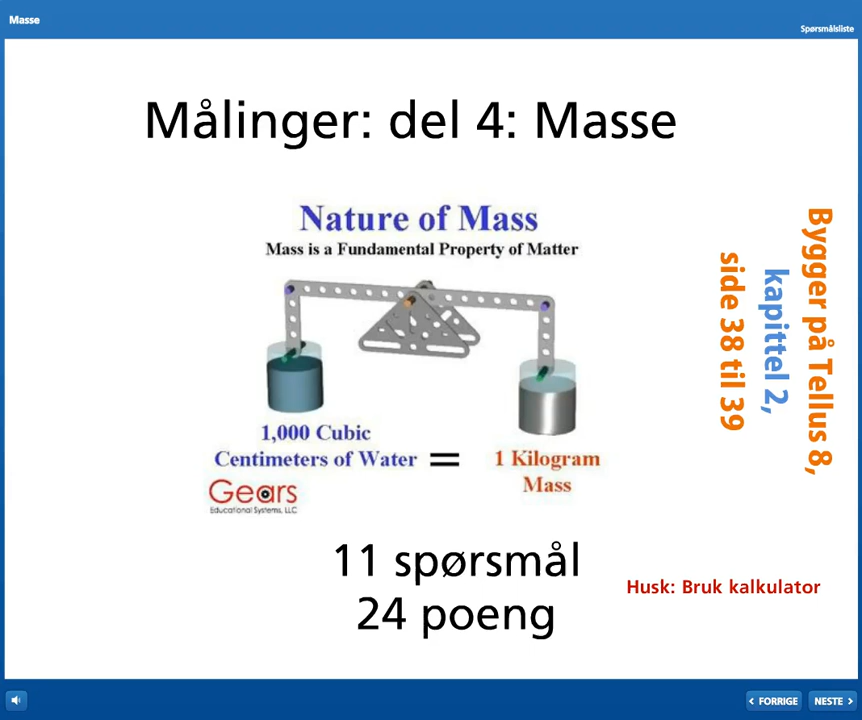 Masse
Spørsmålsliste
Målinger: del 4: Masse
Nature of Mass
Mass is a Fundamental Property of Matter
1,000 Cubic
Centimeters of Water
=
1 Kilogram
Mass
Gears
Educational Systems, LLC
Bygger på Tellus 8,
kapittel 2,
side 38 til 39
11 spørsmål
24 poeng
Husk: Bruk kalkulator
< FORRIGE
NESTE >